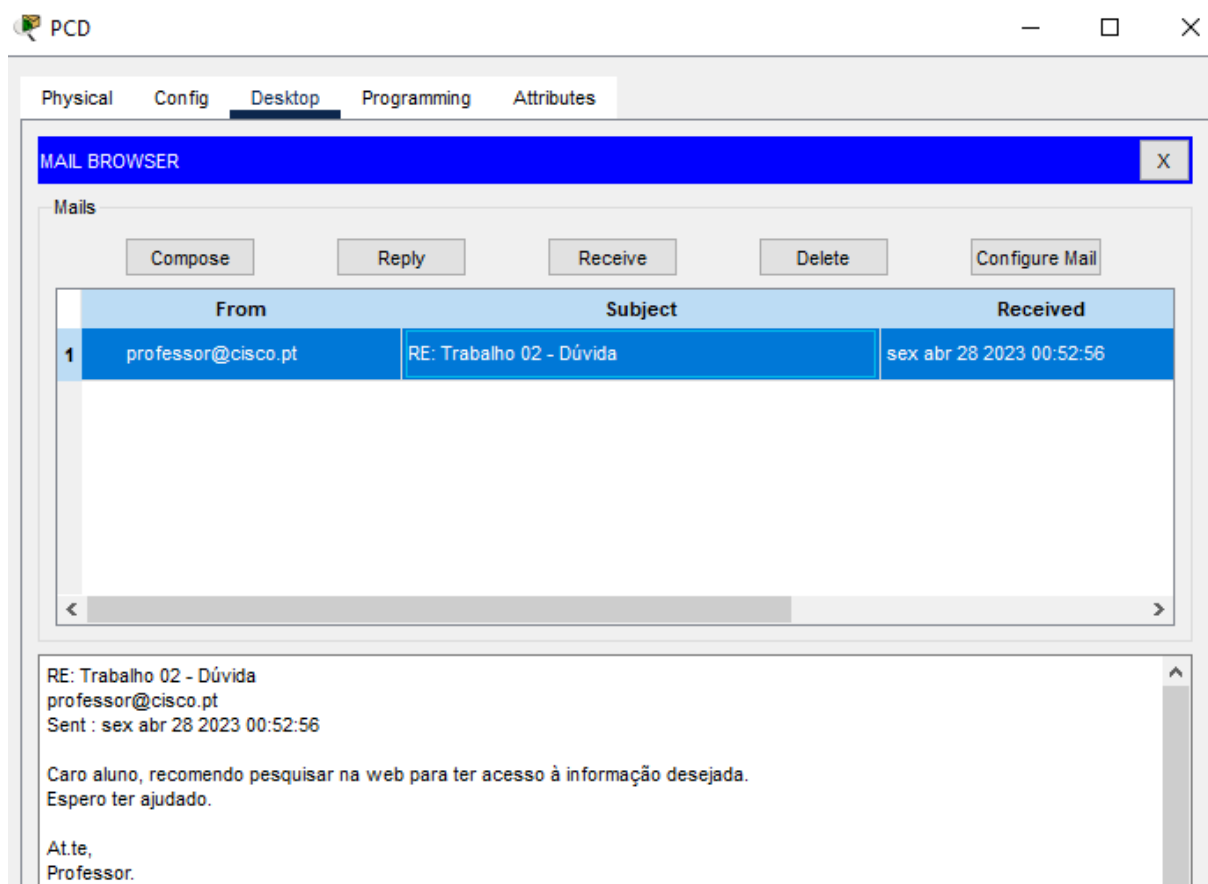 PCD
Physical Config Desktop Programming Attributes
MAIL BROWSER X
Mails
Compose Reply Receive Delete Configure Mail
From Subject Received
1 professor@cisco.pt RE: Trabalho 02 - Dúvida sex abr 28 2023 00:52:56
RE: Trabalho 02 - Dúvida
professor@cisco.pt
Sent : sex abr 28 2023 00:52:56
Caro aluno, recomendo pesquisar na web para ter acesso à informação desejada.
Espero ter ajudado.
At.te,
Professor.